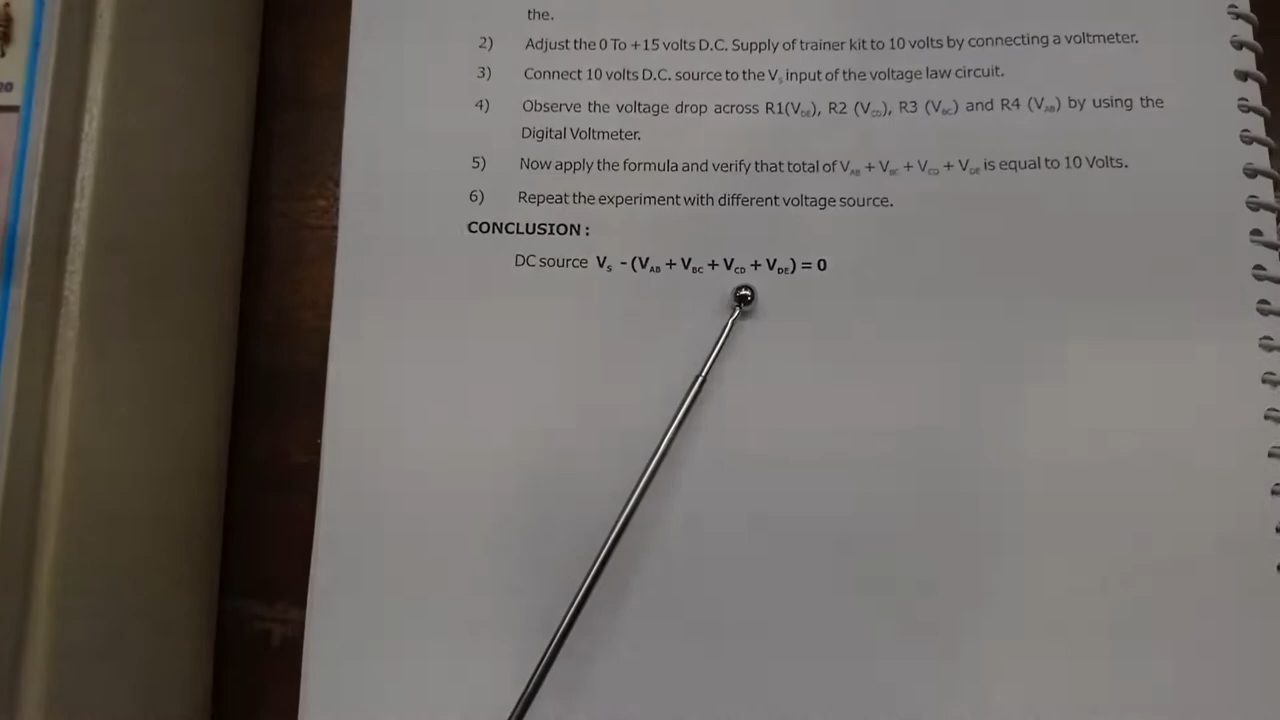 the.
2) Adjust the 0 To +15 volts D.C. Supply of trainer kit to 10 volts by connecting a voltmeter.
3) Connect 10 volts D.C. source to the Vs input of the voltage law circuit.
4) Observe the voltage drop across R1(VDE), R2 (VCD), R3 (VBC) and R4 (VAB) by using the
Digital Voltmeter.
5) Now apply the formula and verify that total of VAB + VBC + VCD + VDE is equal to 10 Volts.
6) Repeat the experiment with different voltage source.
CONCLUSION :
DC source VS - (VAB + VBC + VCD + VDE) = 0